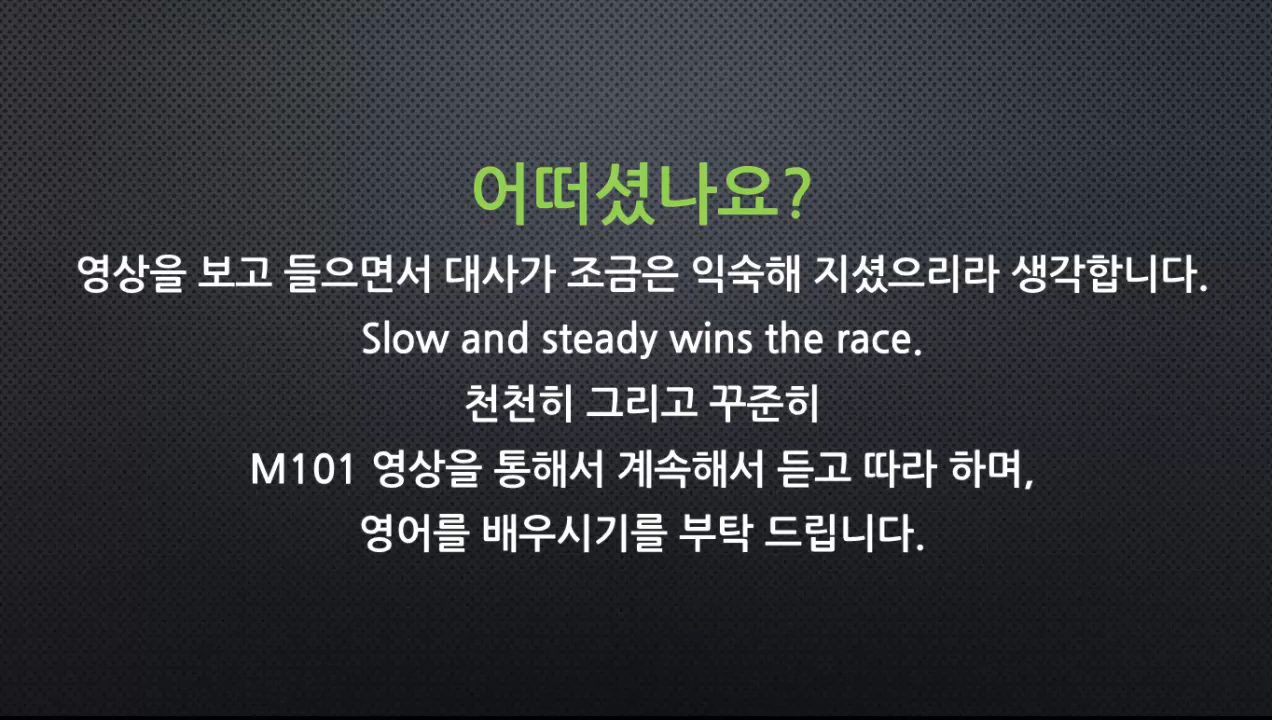 어떠셨나요?
영상을 보고 들으면서 대사가 조금은 익숙해 지셨으리라 생각합니다.
Slow and steady wins the race.
천천히 그리고 꾸준히
M101 영상을 통해서 계속해서 듣고 따라 하며,
영어를 배우시기를 부탁 드립니다.